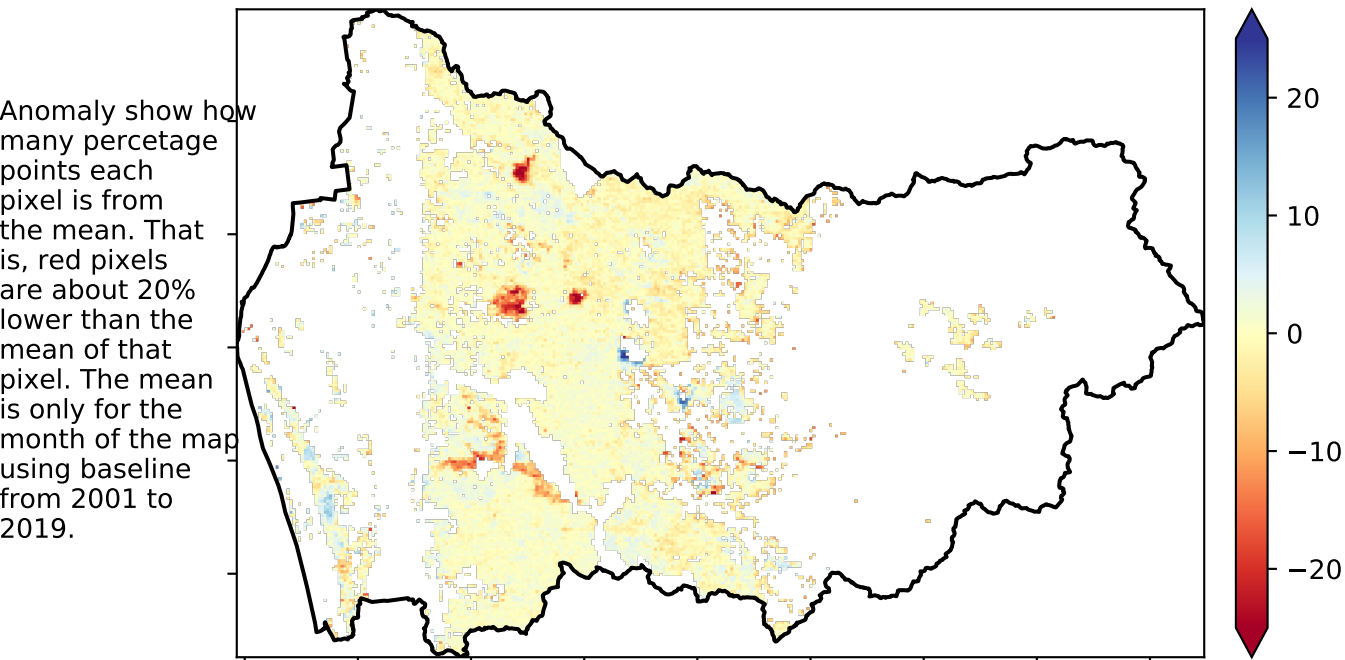 Anomaly show how
many percetage
points each
pixel is from
the mean. That
is, red pixels
are about 20%
lower than the
mean of that
pixel. The mean
is only for the
month of the map
using baseline
from 2001 to
2019.
20
10
0
−10
−20